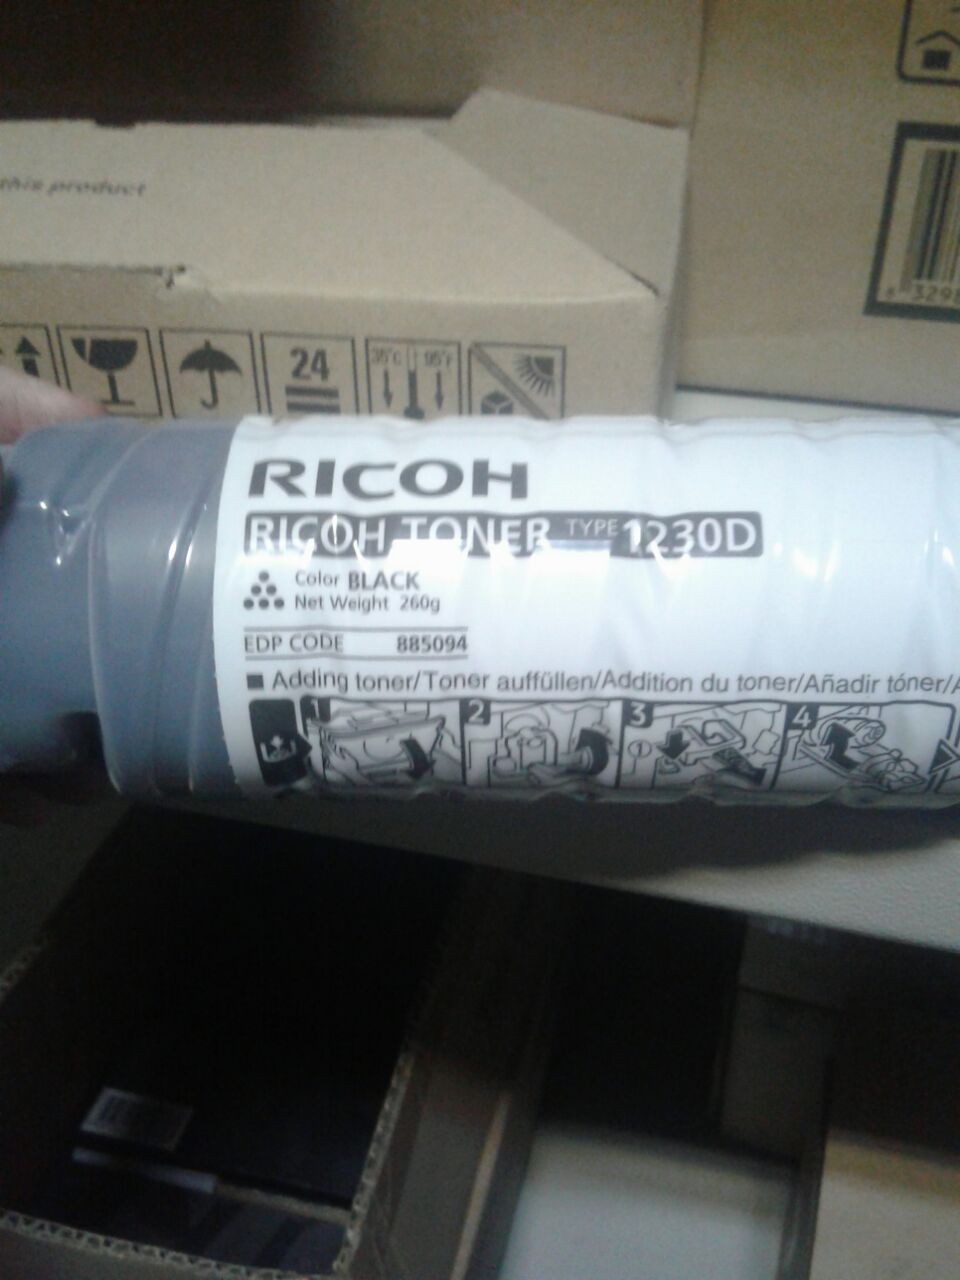 this product
24
35°C 95°F
RICOH
RICOH TONER TYPE 1230D
Color BLACK
Net Weight 260g
EDP CODE 885094
■ Adding toner/Toner auffüllen/Addition du toner/Añadir tóner/A
1 2 3 4